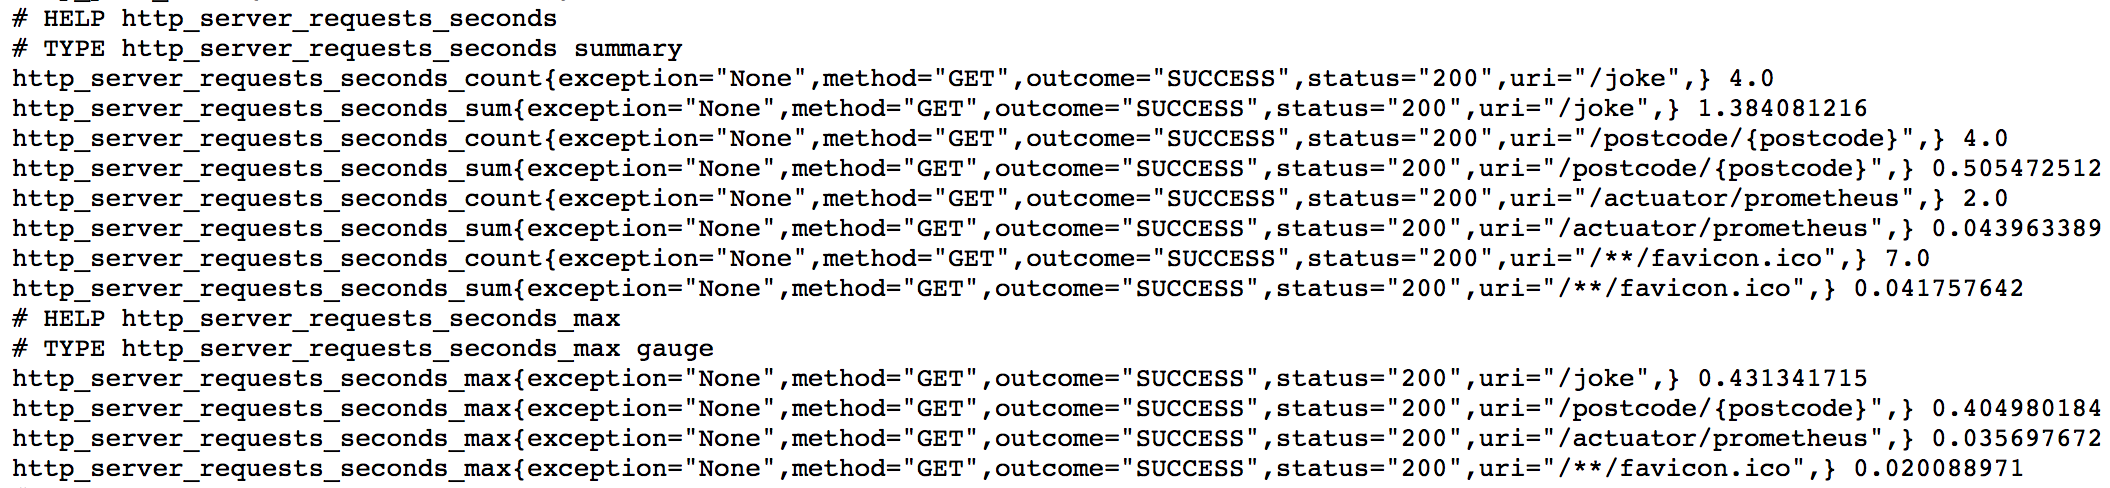 # HELP http_server_requests_seconds
# TYPE http_server_requests_seconds summary
http_server_requests_seconds_count{exception="None",method="GET",outcome="SUCCESS",status="200",uri="/joke",} 4.0
http_server_requests_seconds_sum{exception="None",method="GET",outcome="SUCCESS",status="200",uri="/joke",} 1.384081216
http_server_requests_seconds_count{exception="None",method="GET",outcome="SUCCESS",status="200",uri="/postcode/{postcode}",} 4.0
http_server_requests_seconds_sum{exception="None",method="GET",outcome="SUCCESS",status="200",uri="/postcode/{postcode}",} 0.505472512
http_server_requests_seconds_count{exception="None",method="GET",outcome="SUCCESS",status="200",uri="/actuator/prometheus",} 2.0
http_server_requests_seconds_sum{exception="None",method="GET",outcome="SUCCESS",status="200",uri="/actuator/prometheus",} 0.043963389
http_server_requests_seconds_count{exception="None",method="GET",outcome="SUCCESS",status="200",uri="/**/favicon.ico",} 7.0
http_server_requests_seconds_sum{exception="None",method="GET",outcome="SUCCESS",status="200",uri="/**/favicon.ico",} 0.041757642
# HELP http_server_requests_seconds_max
# TYPE http_server_requests_seconds_max gauge
http_server_requests_seconds_max{exception="None",method="GET",outcome="SUCCESS",status="200",uri="/joke",} 0.431341715
http_server_requests_seconds_max{exception="None",method="GET",outcome="SUCCESS",status="200",uri="/postcode/{postcode}",} 0.404980184
http_server_requests_seconds_max{exception="None",method="GET",outcome="SUCCESS",status="200",uri="/actuator/prometheus",} 0.035697672
http_server_requests_seconds_max{exception="None",method="GET",outcome="SUCCESS",status="200",uri="/**/favicon.ico",} 0.020088971